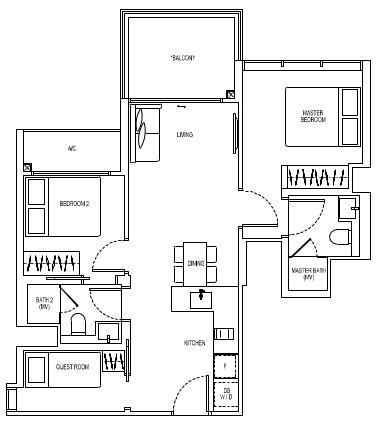 *BALCONY
MASTER
BEDROOM
LIVING
A/C
BEDROOM 2
DINING
MASTER BATH
(MV)
BATH 2
(MV)
KITCHEN
GUEST ROOM
F
DB
W / D